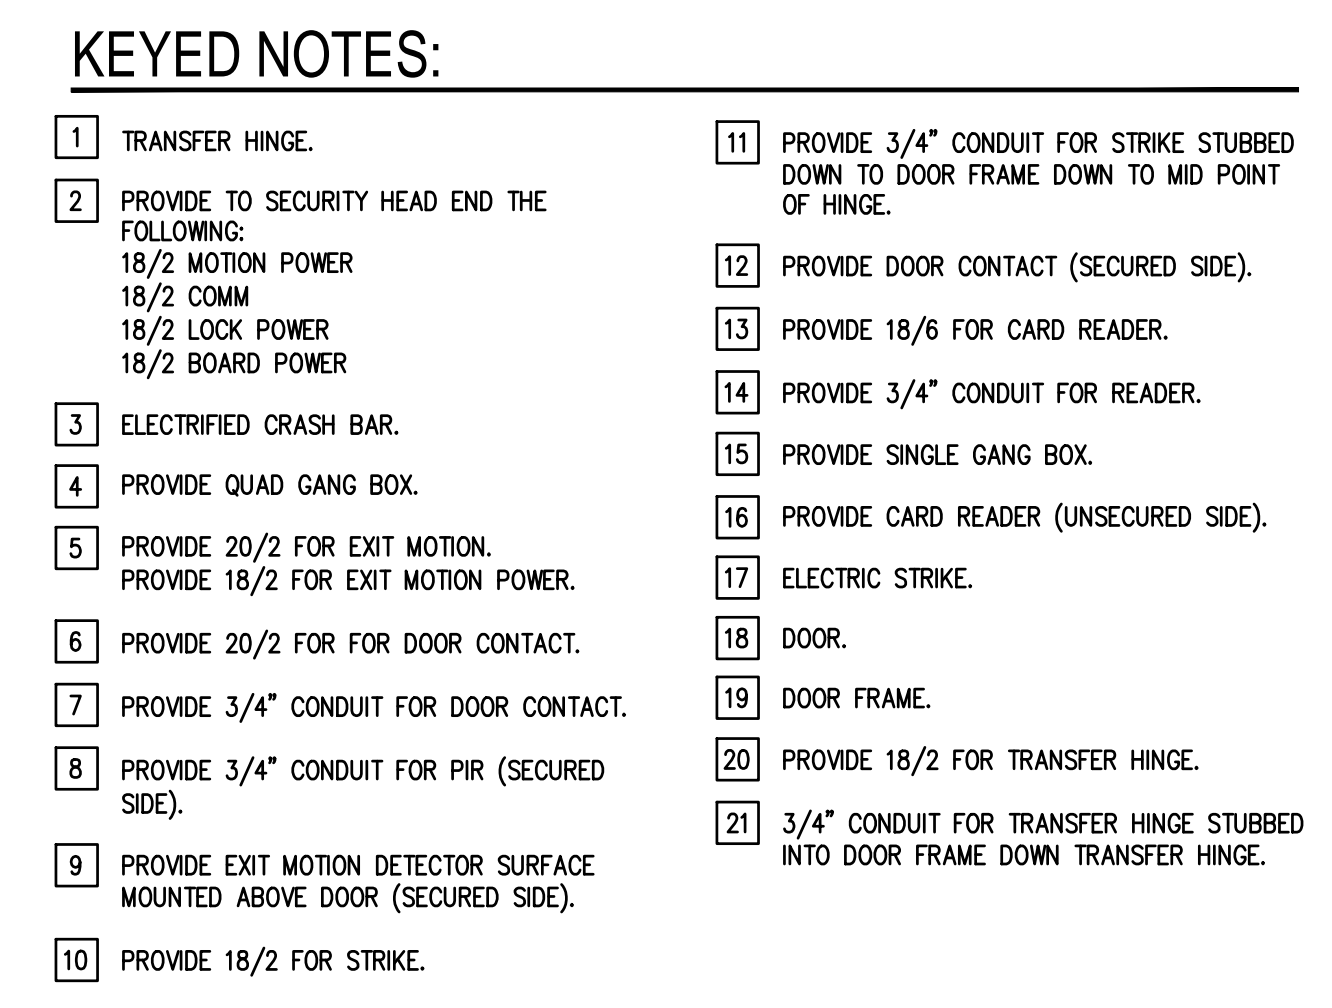 KEYED NOTES:
1 TRANSFER HINGE.
2 PROVIDE TO SECURITY HEAD END THE
FOLLOWING:
18/2 MOTION POWER
18/2 COMM
18/2 LOCK POWER
18/2 BOARD POWER
3 ELECTRIFIED CRASH BAR.
4 PROVIDE QUAD GANG BOX.
5 PROVIDE 20/2 FOR EXIT MOTION.
PROVIDE 18/2 FOR EXIT MOTION POWER.
6 PROVIDE 20/2 FOR FOR DOOR CONTACT.
7 PROVIDE 3/4" CONDUIT FOR DOOR CONTACT.
8 PROVIDE 3/4" CONDUIT FOR PIR (SECURED
SIDE).
9 PROVIDE EXIT MOTION DETECTOR SURFACE
MOUNTED ABOVE DOOR (SECURED SIDE).
10 PROVIDE 18/2 FOR STRIKE.
11 PROVIDE 3/4" CONDUIT FOR STRIKE STUBBED
DOWN TO DOOR FRAME DOWN TO MID POINT
OF HINGE.
12 PROVIDE DOOR CONTACT (SECURED SIDE).
13 PROVIDE 18/6 FOR CARD READER.
14 PROVIDE 3/4" CONDUIT FOR READER.
15 PROVIDE SINGLE GANG BOX.
16 PROVIDE CARD READER (UNSECURED SIDE).
17 ELECTRIC STRIKE.
18 DOOR.
19 DOOR FRAME.
20 PROVIDE 18/2 FOR TRANSFER HINGE.
21 3/4" CONDUIT FOR TRANSFER HINGE STUBBED
INTO DOOR FRAME DOWN TRANSFER HINGE.